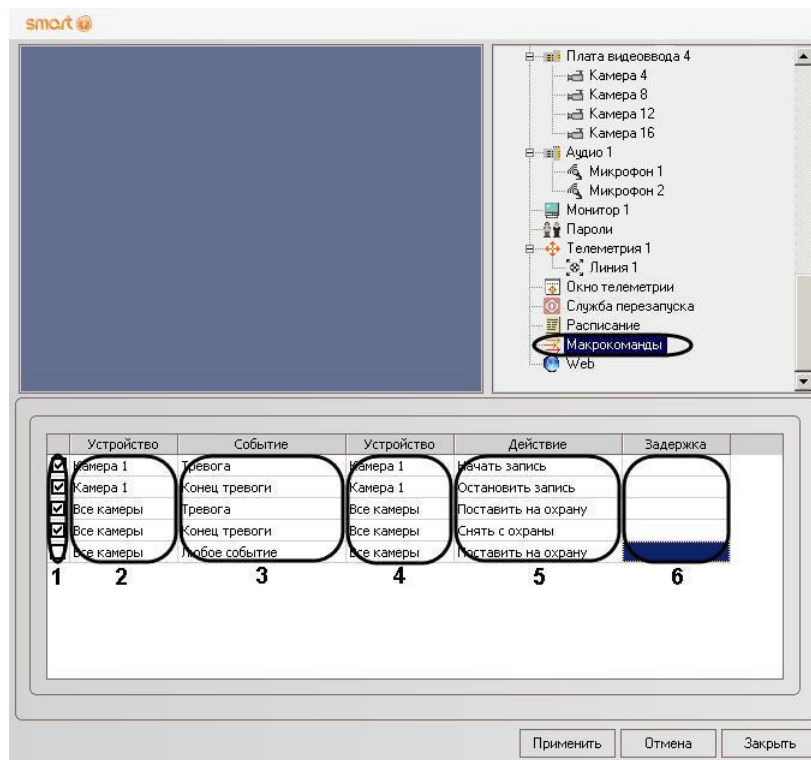 smart
Плата видеоввода 4
Камера 4
Камера 8
Камера 12
Камера 16
Аудио 1
Микрофон 1
Микрофон 2
Монитор 1
Пароли
Телеметрия 1
Линия 1
Окно телеметрии
Служба перезапуска
Расписание
Макрокоманды
Web
Устройство Событие Устройство Действие Задержка
Камера 1 Тревога Камера 1 Начать запись
Камера 1 Конец тревоги Камера 1 Остановить запись
Все камеры Тревога Все камеры Поставить на охрану
Все камеры Конец тревоги Все камеры Снять с охраны
Все камеры Любое событие Все камеры Поставить на охрану
1 2 3 4 5 6
Применить Отмена Закрыть